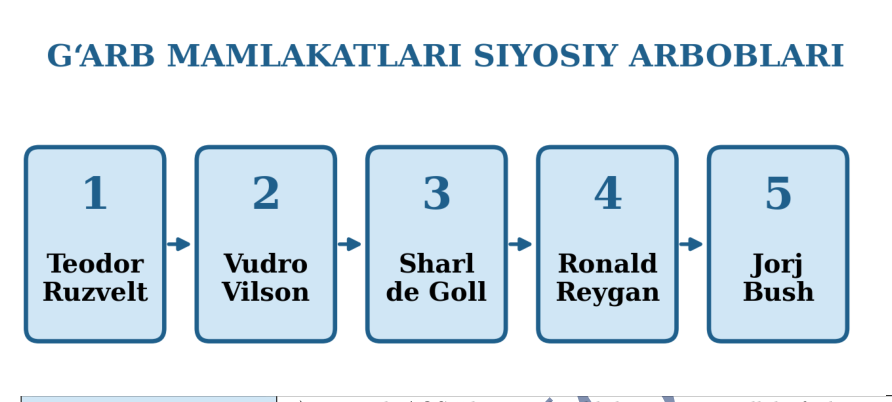 G‘ARB MAMLAKATLARI SIYOSIY ARBOBLARI
1
Teodor
Ruzvelt
2
Vudro
Vilson
3
Sharl
de Goll
4
Ronald
Reygan
5
Jorj
Bush